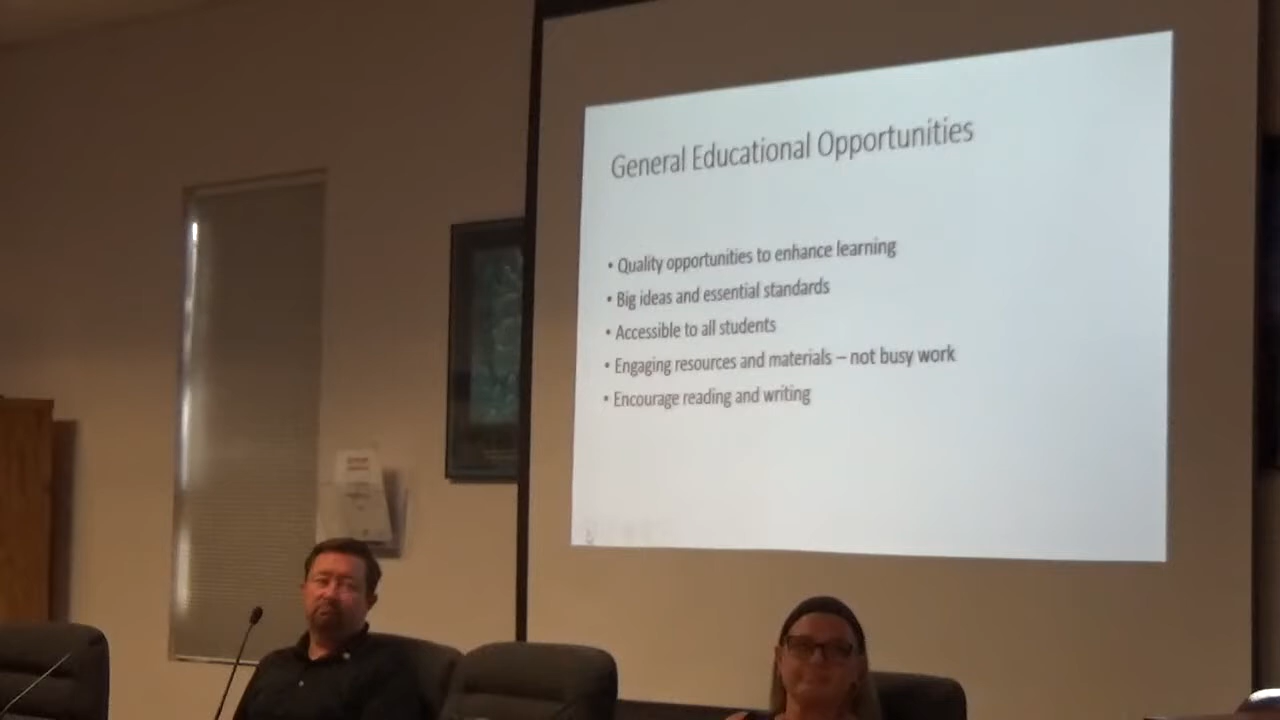 General Educational Opportunities
• Quality opportunities to enhance learning
• Big ideas and essential standards
• Accessible to all students
• Engaging resources and materials – not busy work
• Encourage reading and writing